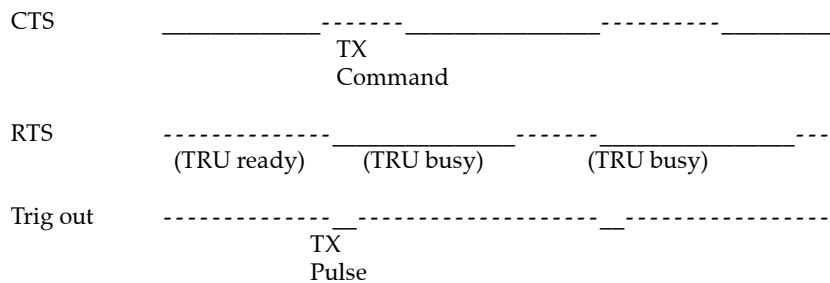 CTS
TX
Command
RTS
(TRU ready) (TRU busy) (TRU busy)
Trig out
TX
Pulse